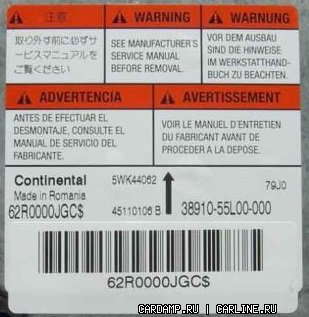 注意
取り外す前に必ずサ
ービスマニュアルを
ご覧ください
WARNING
SEE MANUFACTURER'S
SERVICE MANUAL
BEFORE REMOVAL.
WARNUNG
VOR DEM AUSBAU
SIND DIE HINWEISE
IM WERKSTATTHAND-
BUCH ZU BEACHTEN.
ADVERTENCIA
ANTES DE EFECTUAR EL
DESMONTAJE, CONSULTE EL
MANUAL DE SERVICIO DEL
FABRICANTE.
AVERTISSEMENT
VOIR LE MANUEL D'ENTRETIEN
DU FABRICANT AVANT DE
PROCEDER A LA DEPOSE.
Continental 5WK44062 79J0
Made in Romania
62R0000JGC$ 45110106 B 38910-55L00-000
62R0000JGC$
CARDAMP.RU | CARLINE.RU